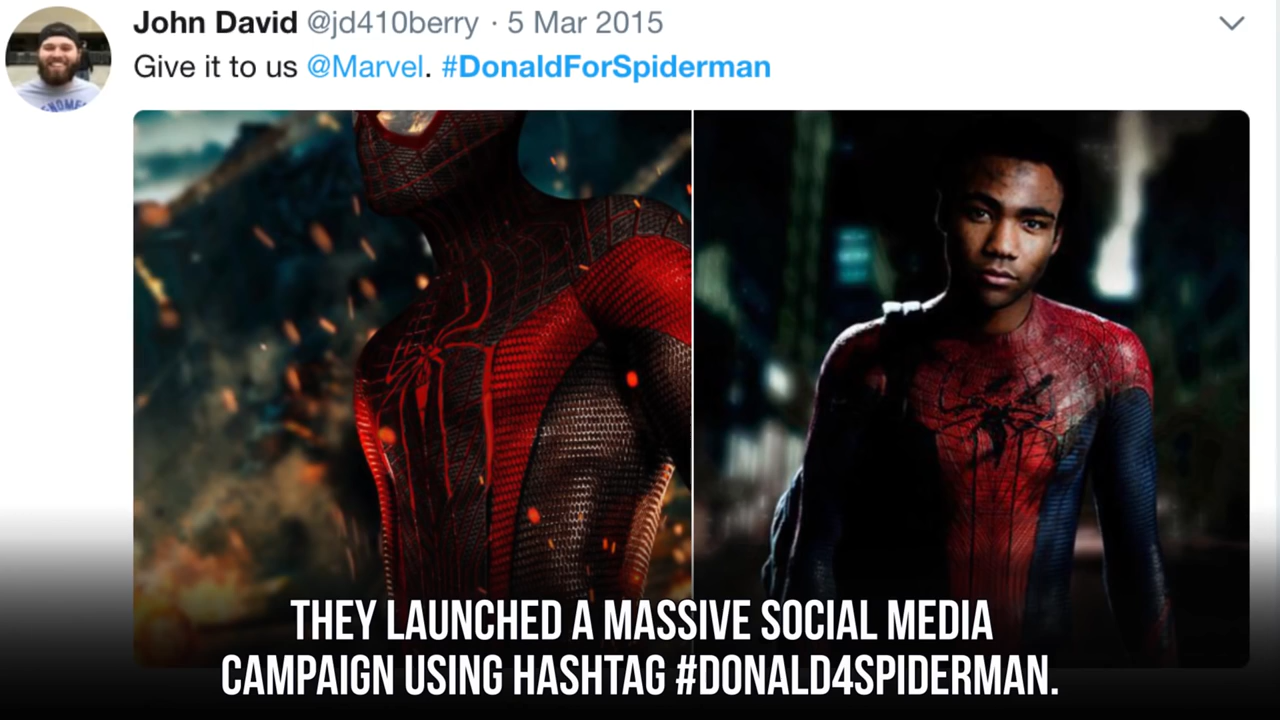 John David @jd410berry · 5 Mar 2015
Give it to us @Marvel. #DonaldForSpiderman
THEY LAUNCHED A MASSIVE SOCIAL MEDIA
CAMPAIGN USING HASHTAG #DONALD4SPIDERMAN.